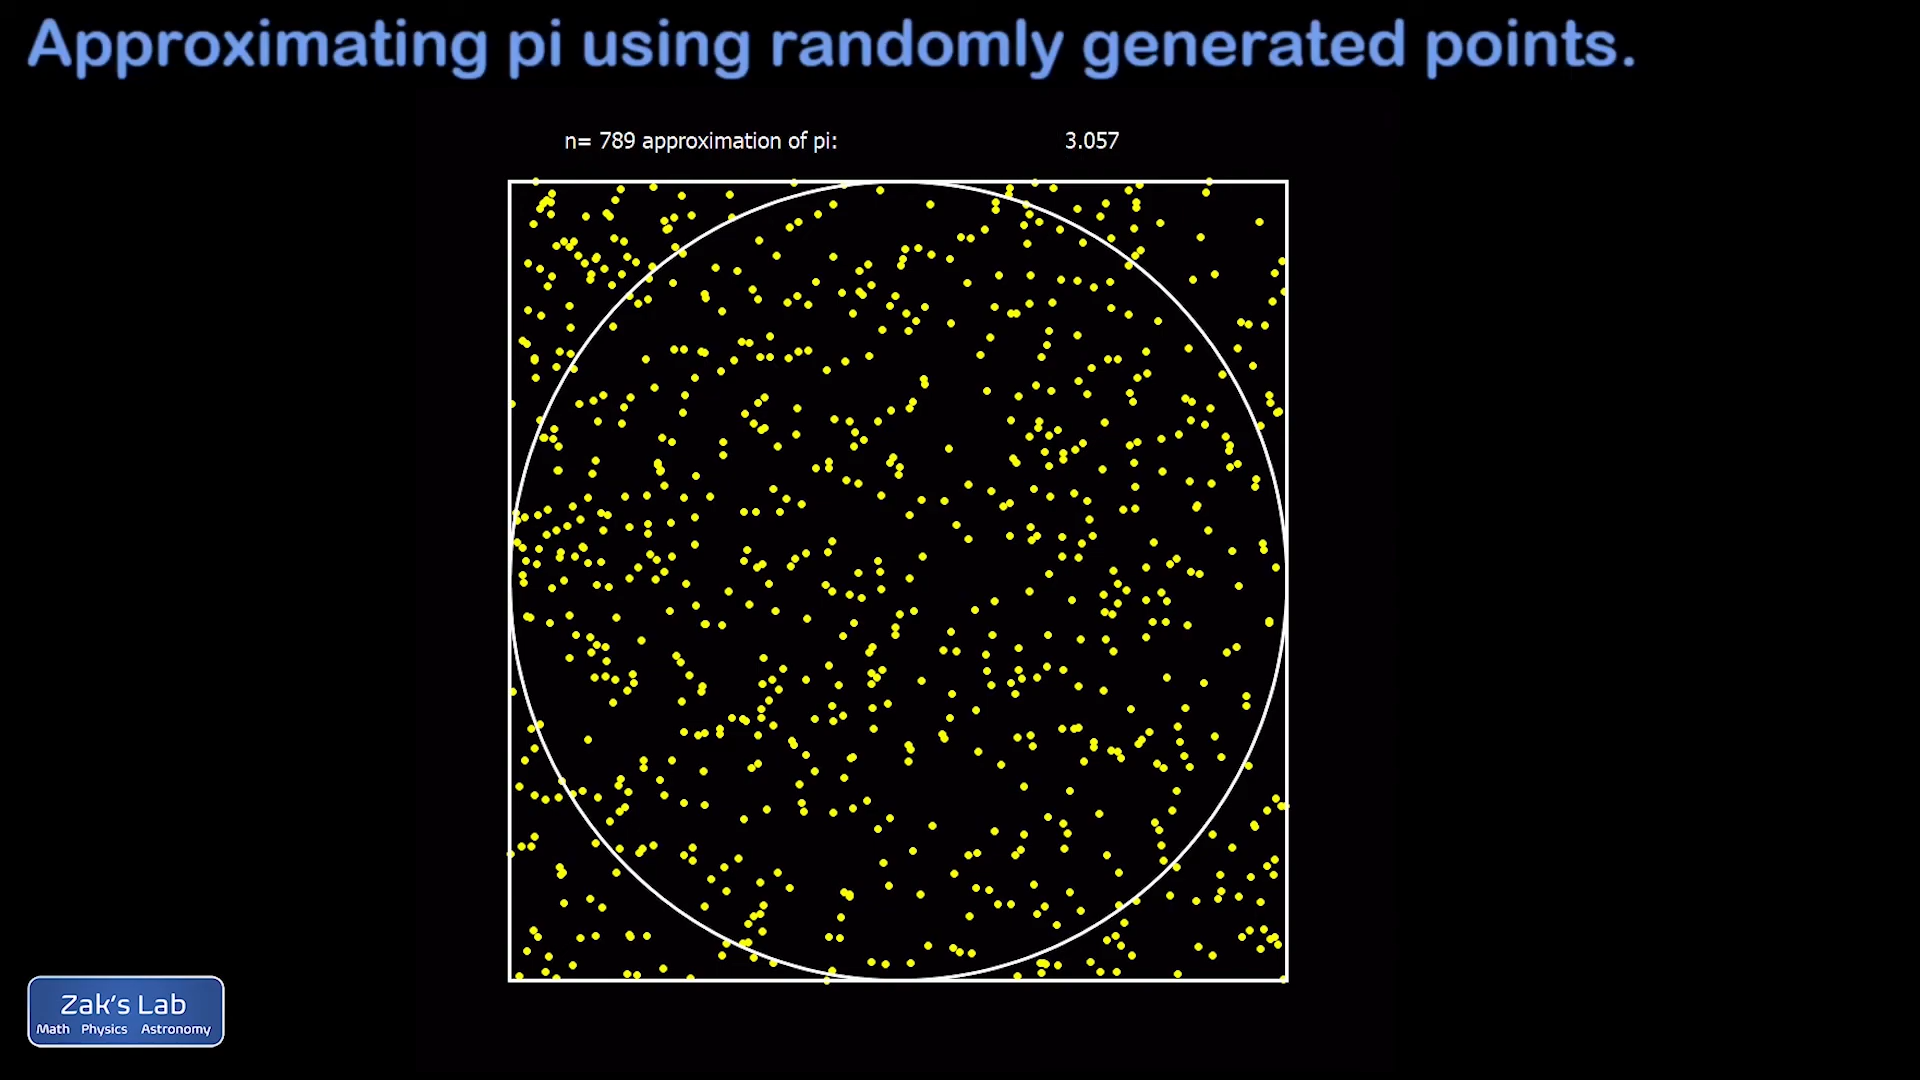 Approximating pi using randomly generated points.
n= 789 approximation of pi: 3.057
Zak's Lab
Math Physics Astronomy